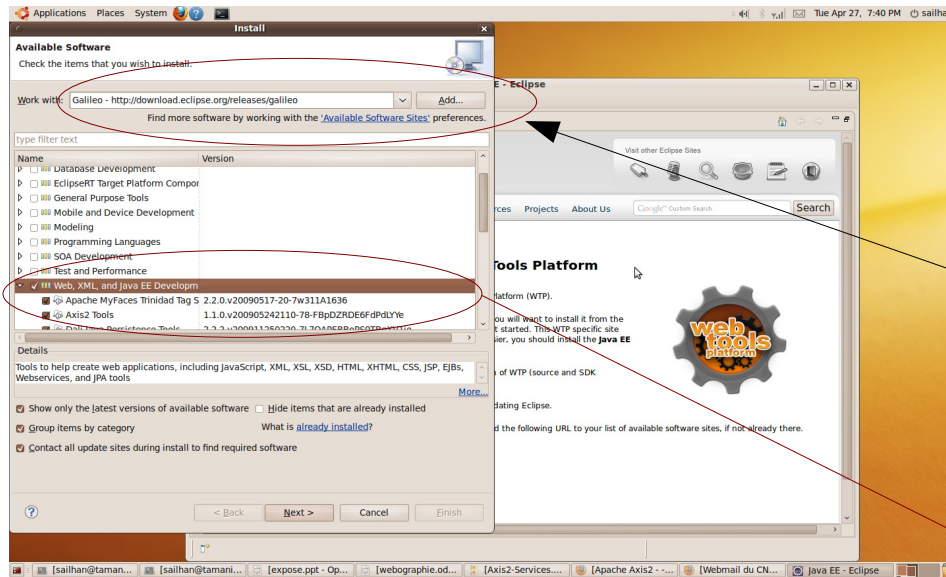 Applications Places System
Tue Apr 27, 7:40 PM
Install
Available Software
Check the items that you wish to install.
Work with: Galileo - http://download.eclipse.org/releases/galileo
Add...
Find more software by working with the 'Available Software Sites' preferences.
type filter text
Name Version
Database Development
EclipseRT Target Platform Compor
General Purpose Tools
Mobile and Device Development
Modeling
Programming Languages
SOA Development
Test and Performance
Web, XML, and Java EE Developm
Apache MyFaces Trinidad Tag S 2.2.0.v20090517-20-7w311A1636
Axis2 Tools 1.1.0.v200905242110-78-FBpDZRDE6FdPdLYYe
Dali Java Persistence Tools
Details
Tools to help create web applications, including JavaScript, XML, XSL, XSD, HTML, XHTML, CSS, JSP, EJBs,
Webservices, and JPA tools
More...
Show only the latest versions of available software
Hide items that are already installed
Group items by category
What is already installed?
Contact all update sites during install to find required software
< Back
Next >
Cancel
Finish
E - Eclipse
Visit other Eclipse Sites
rces Projects About Us
Google™ Custom Search
Search
Tools Platform
latform (WTP).
ou will want to install it from the
t started. This WTP specific site
sier, you should install the Java EE
of WTP (source and SDK
dating Eclipse.
d the following URL to your list of available software sites, if not already there.
web
tools
platform
[sailhan@taman...
[sailhan@tamani...
[expose.ppt - Op...
[webographie.od...
[Axis2-Services....
[Apache Axis2 - -...
[Webmail du CN...
Java EE - Eclipse